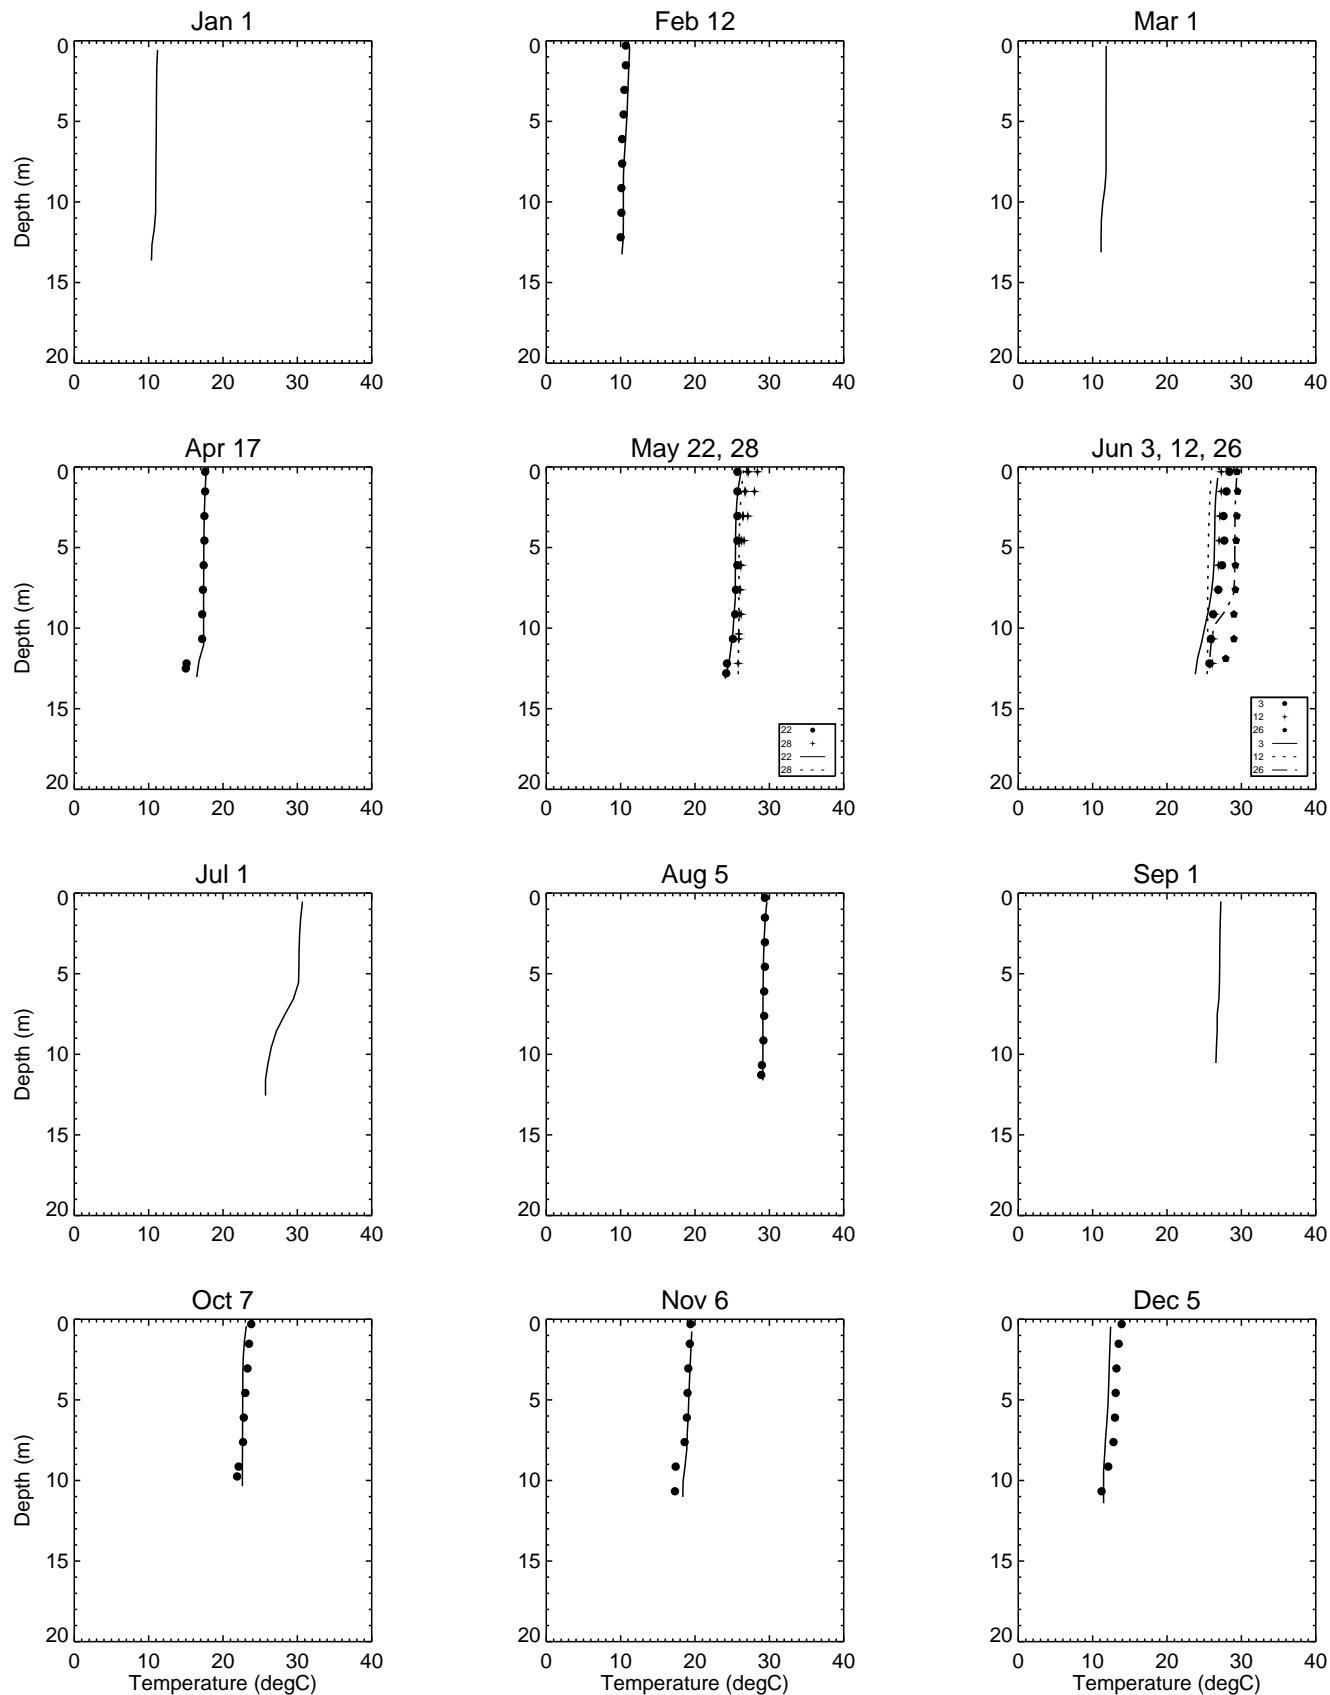 Jan 1
Feb 12
Mar 1
Depth (m)
0
5
10
15
20
0 10 20 30 40
0
5
10
15
20
0 10 20 30 40
0
5
10
15
20
0 10 20 30 40
Apr 17
May 22, 28
Jun 3, 12, 26
Depth (m)
0
5
10
15
20
0 10 20 30 40
0
5
10
15
20
22
28
22
28
0 10 20 30 40
0
5
10
15
20
3
12
26
3
12
26
0 10 20 30 40
Jul 1
Aug 5
Sep 1
Depth (m)
0
5
10
15
20
0 10 20 30 40
0
5
10
15
20
0 10 20 30 40
0
5
10
15
20
0 10 20 30 40
Oct 7
Nov 6
Dec 5
Depth (m)
0
5
10
15
20
0 10 20 30 40
Temperature (degC)
0
5
10
15
20
0 10 20 30 40
Temperature (degC)
0
5
10
15
20
0 10 20 30 40
Temperature (degC)